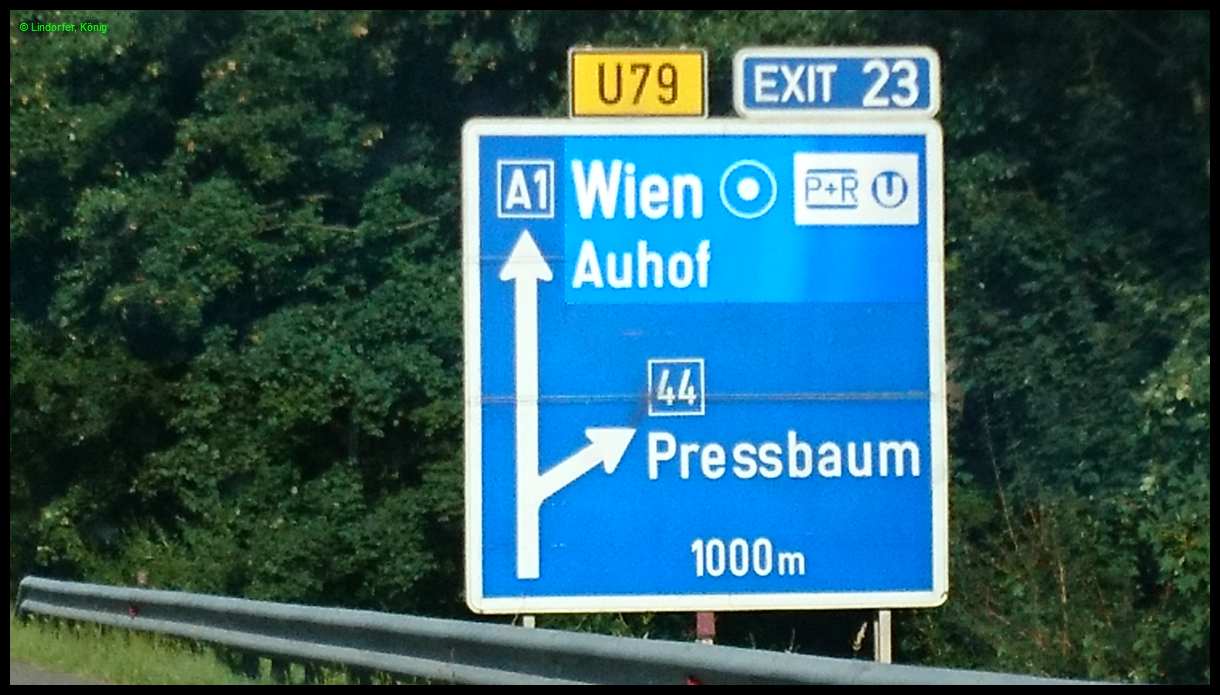 © Lindorfer, König
U79 EXIT 23
A1 Wien P+R U
Auhof
44
Pressbaum
1000m